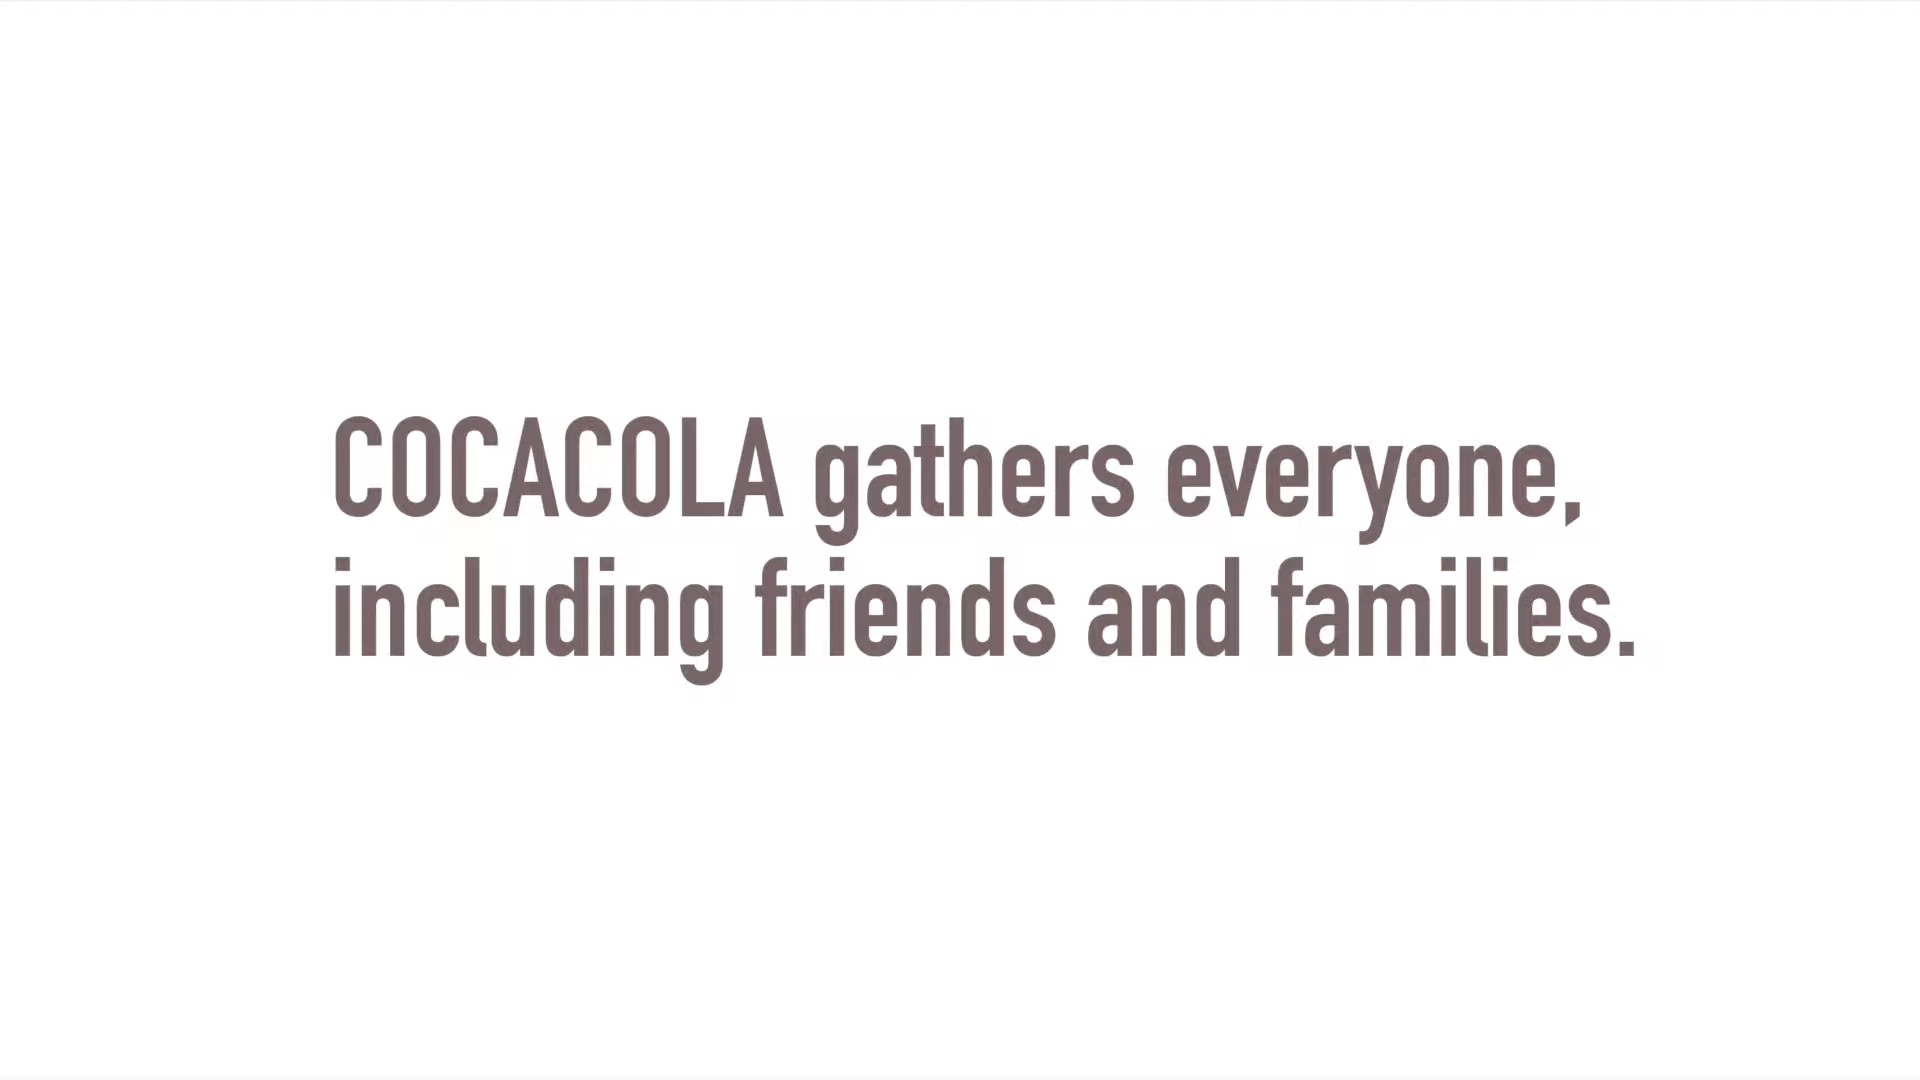 COCACOLA gathers everyone,
including friends and families.